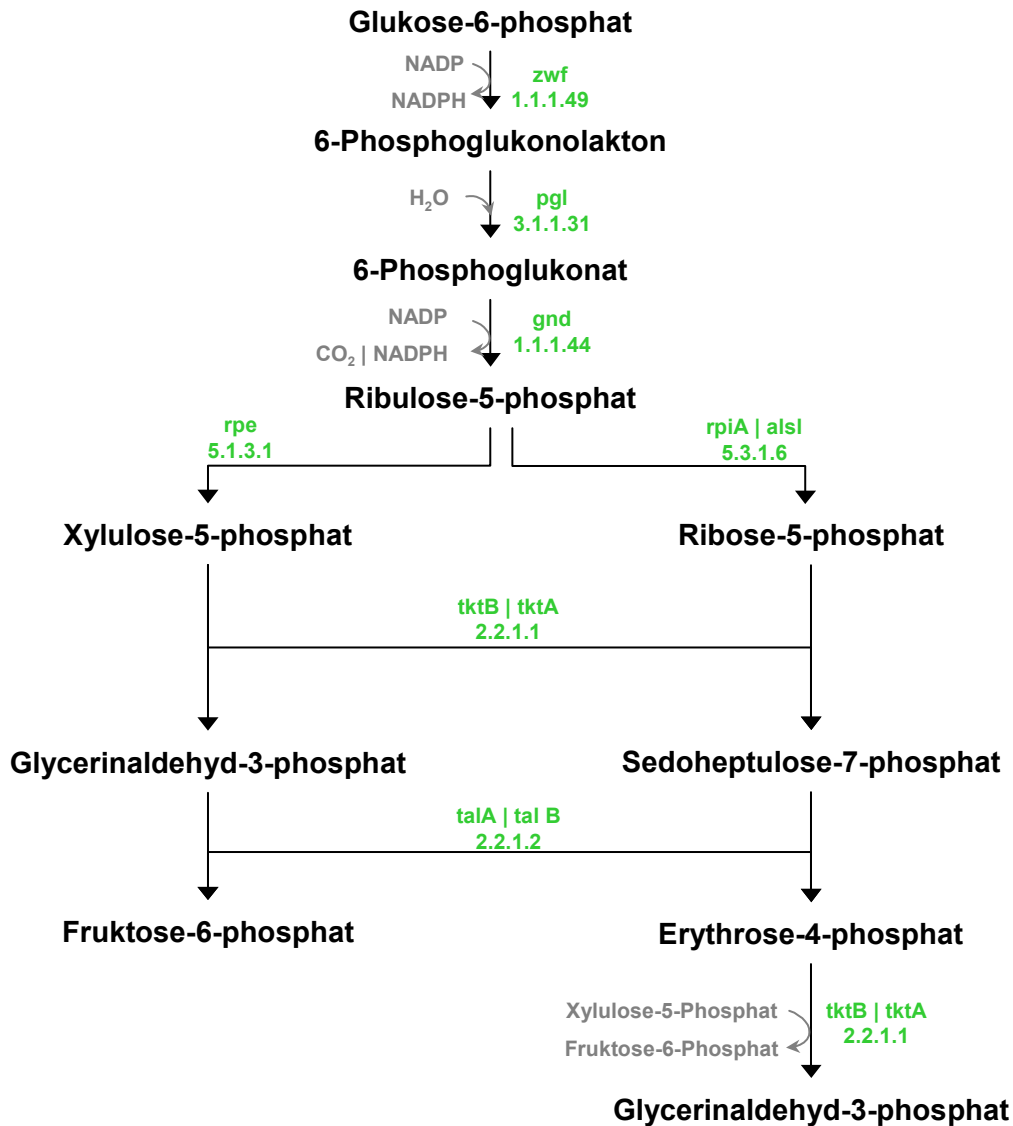 Glukose-6-phosphat
NADP
zwf
NADPH
1.1.1.49
6-Phosphoglukonolakton
H₂O
pgl
3.1.1.31
6-Phosphoglukonat
NADP
gnd
CO₂ | NADPH
1.1.1.44
Ribulose-5-phosphat
rpe
5.1.3.1
rpiA | alsI
5.3.1.6
Xylulose-5-phosphat
Ribose-5-phosphat
tktB | tktA
2.2.1.1
Glycerinaldehyd-3-phosphat
Sedoheptulose-7-phosphat
talA | tal B
2.2.1.2
Fruktose-6-phosphat
Erythrose-4-phosphat
Xylulose-5-Phosphat
Fruktose-6-Phosphat
tktB | tktA
2.2.1.1
Glycerinaldehyd-3-phosphat